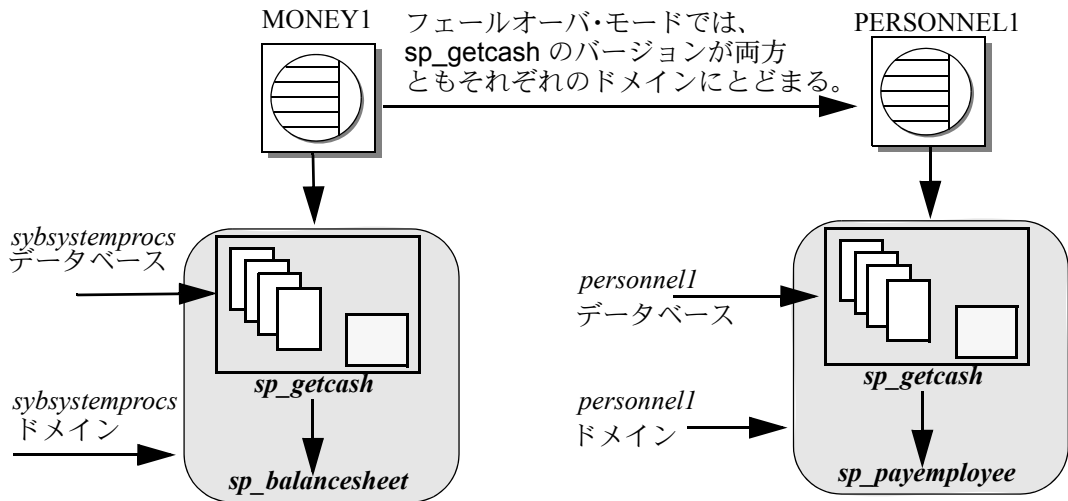 MONEY1
フェールオーバ・モードでは、
sp_getcash のバージョンが両方
ともそれぞれのドメインにとどまる。
PERSONNEL1
sybsystemprocs
データベース
sp_getcash
sybsystemprocs
ドメイン
sp_balancesheet
personnel1
データベース
sp_getcash
personnel1
ドメイン
sp_payemployee